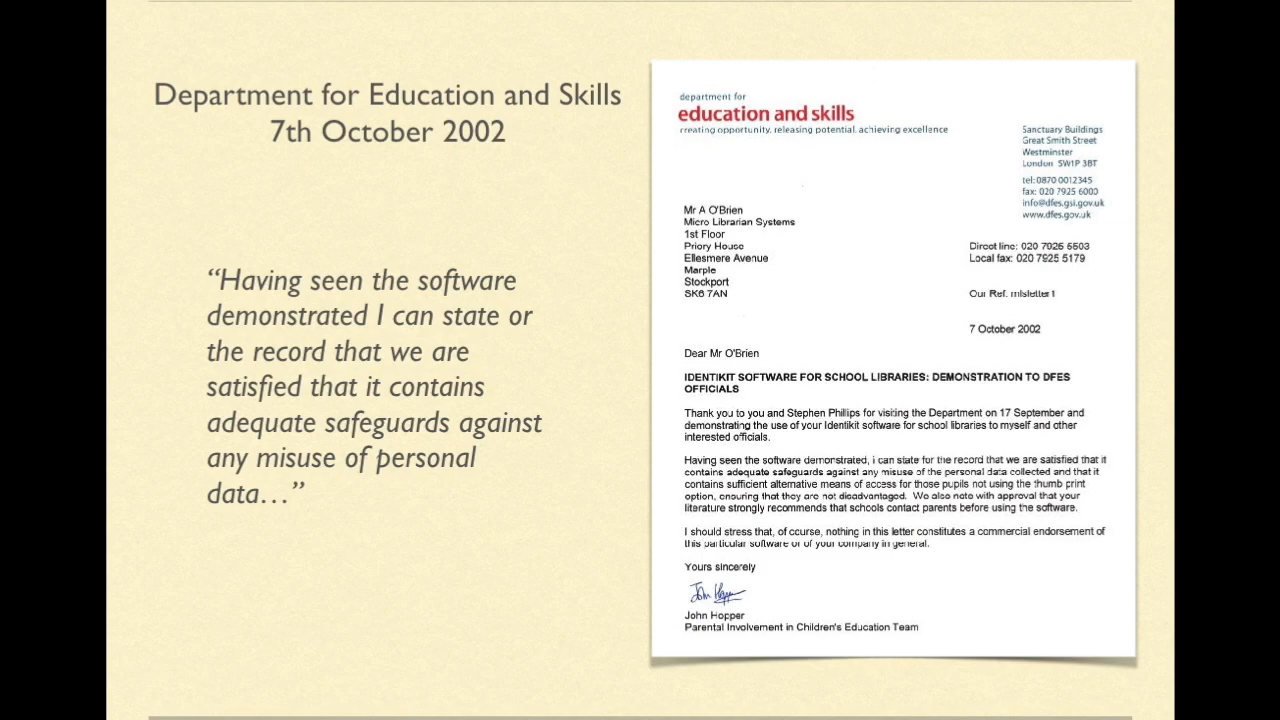 Department for Education and Skills
7th October 2002
“Having seen the software
demonstrated I can state or
the record that we are
satisfied that it contains
adequate safeguards against
any misuse of personal
data…”
department for
education and skills
creating opportunity, releasing potential, achieving excellence
Sanctuary Buildings
Great Smith Street
Westminster
London SW1P 3BT
tel: 0870 0012345
fax: 020 7925 6000
info@dfes.gsi.gov.uk
www.dfes.gov.uk
Mr A O'Brien
Micro Librarian Systems
1st Floor
Priory House
Ellesmere Avenue
Marple
Stockport
SK6 7AN
Direct line: 020 7925 5503
Local fax: 020 7925 5179
Our Ref: mlsletter1
7 October 2002
Dear Mr O'Brien
IDENTIKIT SOFTWARE FOR SCHOOL LIBRARIES: DEMONSTRATION TO DFES
OFFICIALS
Thank you to you and Stephen Phillips for visiting the Department on 17 September and
demonstrating the use of your Identikit software for school libraries to myself and other
interested officials.
Having seen the software demonstrated, i can state for the record that we are satisfied that it
contains adequate safeguards against any misuse of the personal data collected and that it
contains sufficient alternative means of access for those pupils not using the thumb print
option, ensuring that they are not disadvantaged. We also note with approval that your
literature strongly recommends that schools contact parents before using the software.
I should stress that, of course, nothing in this letter constitutes a commercial endorsement of
this particular software or of your company in general.
Yours sincerely
John Hopper
John Hopper
Parental Involvement in Children's Education Team